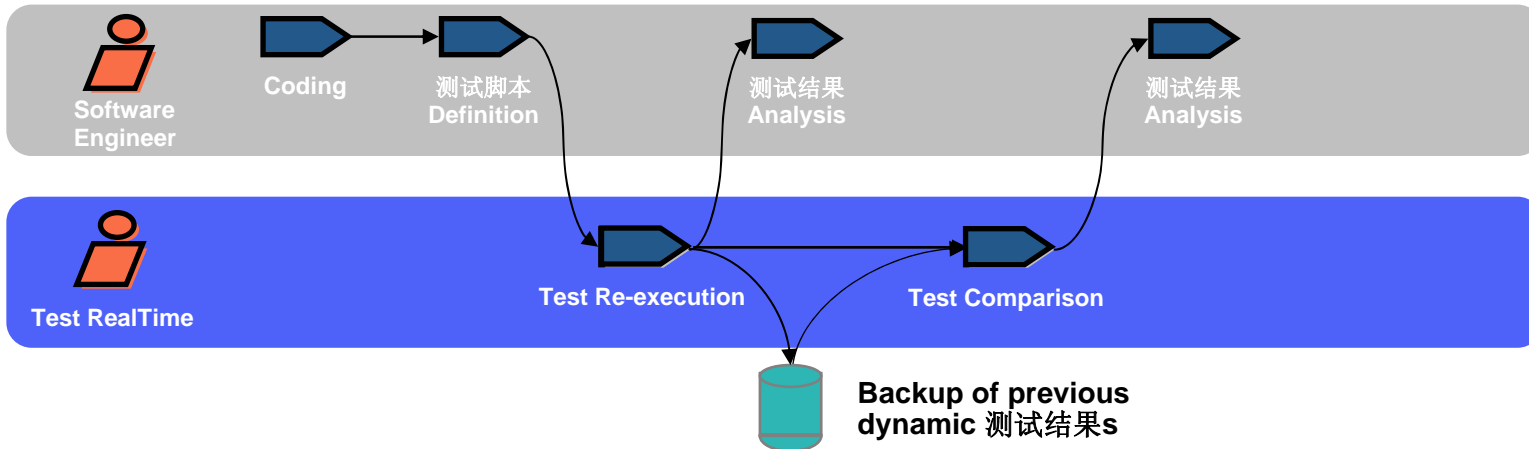 Software
Engineer
Coding
测试脚本
Definition
测试结果
Analysis
测试结果
Analysis
Test RealTime
Test Re-execution
Test Comparison
Backup of previous
dynamic 测试结果s